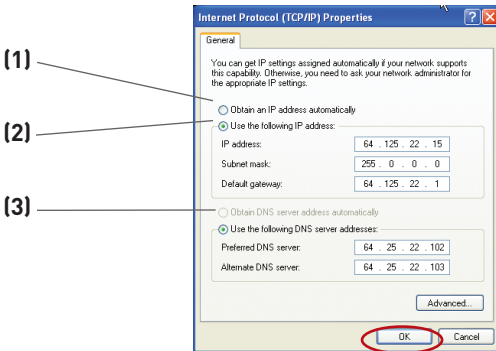 Internet Protocol (TCP/IP) Properties
General
You can get IP settings assigned automatically if your network supports
this capability. Otherwise, you need to ask your network administrator for
the appropriate IP settings.
(1)
Obtain an IP address automatically
(2)
Use the following IP address:
IP address: 64 . 125 . 22 . 15
Subnet mask: 255 . 0 . 0 . 0
Default gateway: 64 . 125 . 22 . 1
(3)
Obtain DNS server address automatically
Use the following DNS server addresses:
Preferred DNS server: 64 . 25 . 22 . 102
Alternate DNS server: 64 . 25 . 22 . 103
Advanced...
OK Cancel